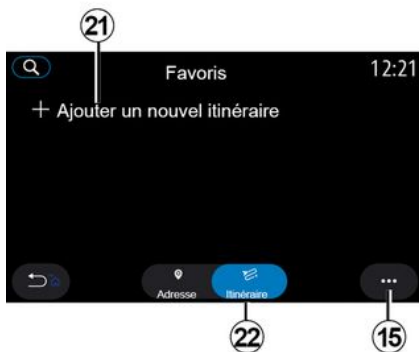 21
Favoris
12:21
+ Ajouter un nouvel itinéraire
Adresse
Itinéraire
...
22
15